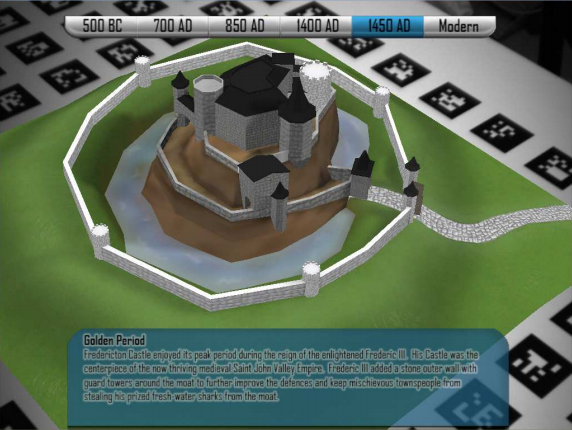 500 BC 700 AD 850 AD 1400 AD 1450 AD Modern
Golden Period
Fredericton Castle enjoyed its peak period during the reign of the enlightened Frederic III. His Castle was the
centerpiece of the now thriving medieval Saint John Valley Empire. Frederic III added a stone outer wall with
guard towers around the moat to further improve the defences and keep mischievous townspeople from
stealing his prized fresh water sharks from the moat.